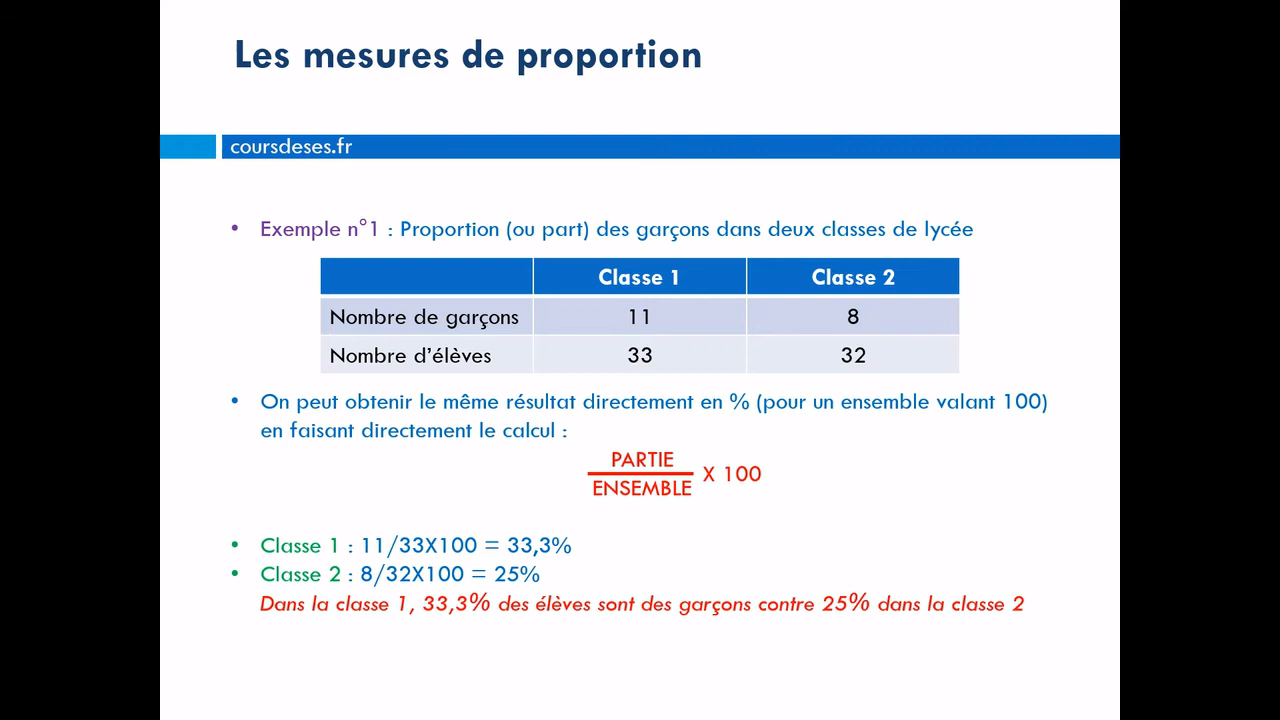 Les mesures de proportion
coursdeses.fr
• Exemple n°1 : Proportion (ou part) des garçons dans deux classes de lycée
Classe 1 Classe 2
Nombre de garçons 11 8
Nombre d’élèves 33 32
• On peut obtenir le même résultat directement en % (pour un ensemble valant 100)
en faisant directement le calcul :
PARTIE
ENSEMBLE X 100
• Classe 1 : 11/33X100 = 33,3%
• Classe 2 : 8/32X100 = 25%
Dans la classe 1, 33,3% des élèves sont des garçons contre 25% dans la classe 2